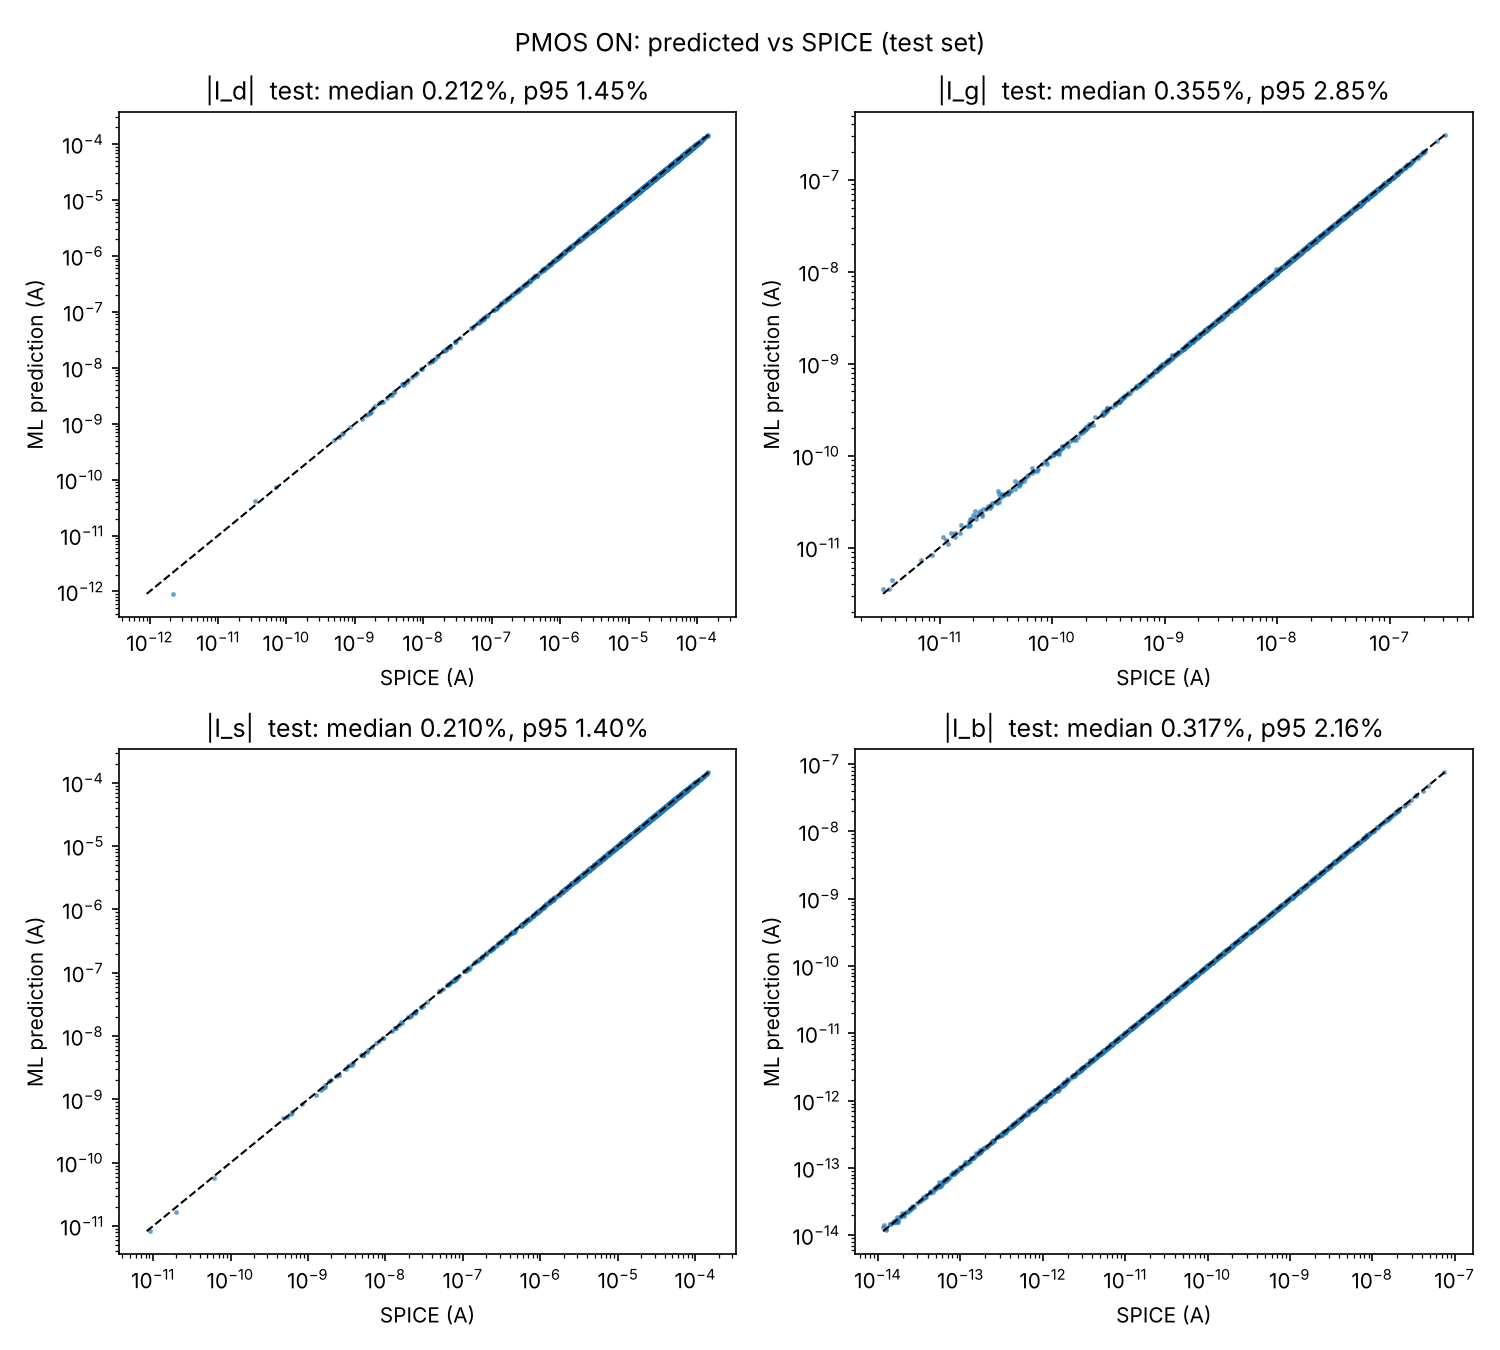 PMOS ON: predicted vs SPICE (test set)
|I_d| test: median 0.212%, p95 1.45%
10⁻⁴
10⁻⁵
10⁻⁶
10⁻⁷
10⁻⁸
10⁻⁹
10⁻¹⁰
10⁻¹¹
10⁻¹²
ML prediction (A)
10⁻¹² 10⁻¹¹ 10⁻¹⁰ 10⁻⁹ 10⁻⁸ 10⁻⁷ 10⁻⁶ 10⁻⁵ 10⁻⁴
SPICE (A)
|I_g| test: median 0.355%, p95 2.85%
10⁻⁷
10⁻⁸
10⁻⁹
10⁻¹⁰
10⁻¹¹
ML prediction (A)
10⁻¹¹ 10⁻¹⁰ 10⁻⁹ 10⁻⁸ 10⁻⁷
SPICE (A)
|I_s| test: median 0.210%, p95 1.40%
10⁻⁴
10⁻⁵
10⁻⁶
10⁻⁷
10⁻⁸
10⁻⁹
10⁻¹⁰
10⁻¹¹
ML prediction (A)
10⁻¹¹ 10⁻¹⁰ 10⁻⁹ 10⁻⁸ 10⁻⁷ 10⁻⁶ 10⁻⁵ 10⁻⁴
SPICE (A)
|I_b| test: median 0.317%, p95 2.16%
10⁻⁷
10⁻⁸
10⁻⁹
10⁻¹⁰
10⁻¹¹
10⁻¹²
10⁻¹³
10⁻¹⁴
ML prediction (A)
10⁻¹⁴ 10⁻¹³ 10⁻¹² 10⁻¹¹ 10⁻¹⁰ 10⁻⁹ 10⁻⁸ 10⁻⁷
SPICE (A)